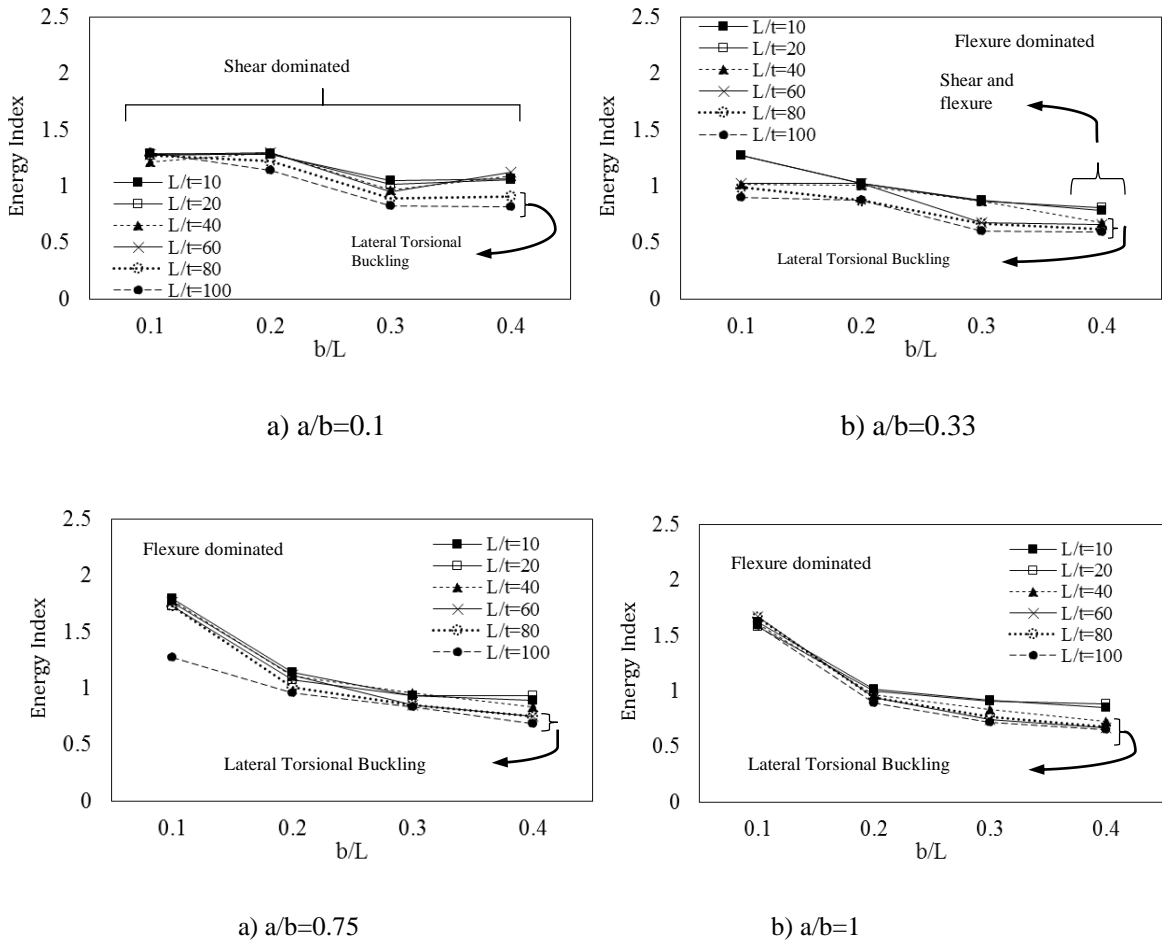 2.5
2
1.5
1
0.5
0
Energy Index
Shear dominated
L/t=10
L/t=20
L/t=40
L/t=60
L/t=80
L/t=100
Lateral Torsional
Buckling
0.1 0.2 0.3 0.4
b/L
a) a/b=0.1
2.5
2
1.5
1
0.5
0
Energy Index
L/t=10
L/t=20
L/t=40
L/t=60
L/t=80
L/t=100
Flexure dominated
Shear and
flexure
Lateral Torsional Buckling
0.1 0.2 0.3 0.4
b/L
b) a/b=0.33
2.5
2
1.5
1
0.5
0
Energy Index
Flexure dominated
L/t=10
L/t=20
L/t=40
L/t=60
L/t=80
L/t=100
Lateral Torsional Buckling
0.1 0.2 0.3 0.4
b/L
a) a/b=0.75
2.5
2
1.5
1
0.5
0
Energy Index
Flexure dominated
L/t=10
L/t=20
L/t=40
L/t=60
L/t=80
L/t=100
Lateral Torsional Buckling
0.1 0.2 0.3 0.4
b/L
b) a/b=1